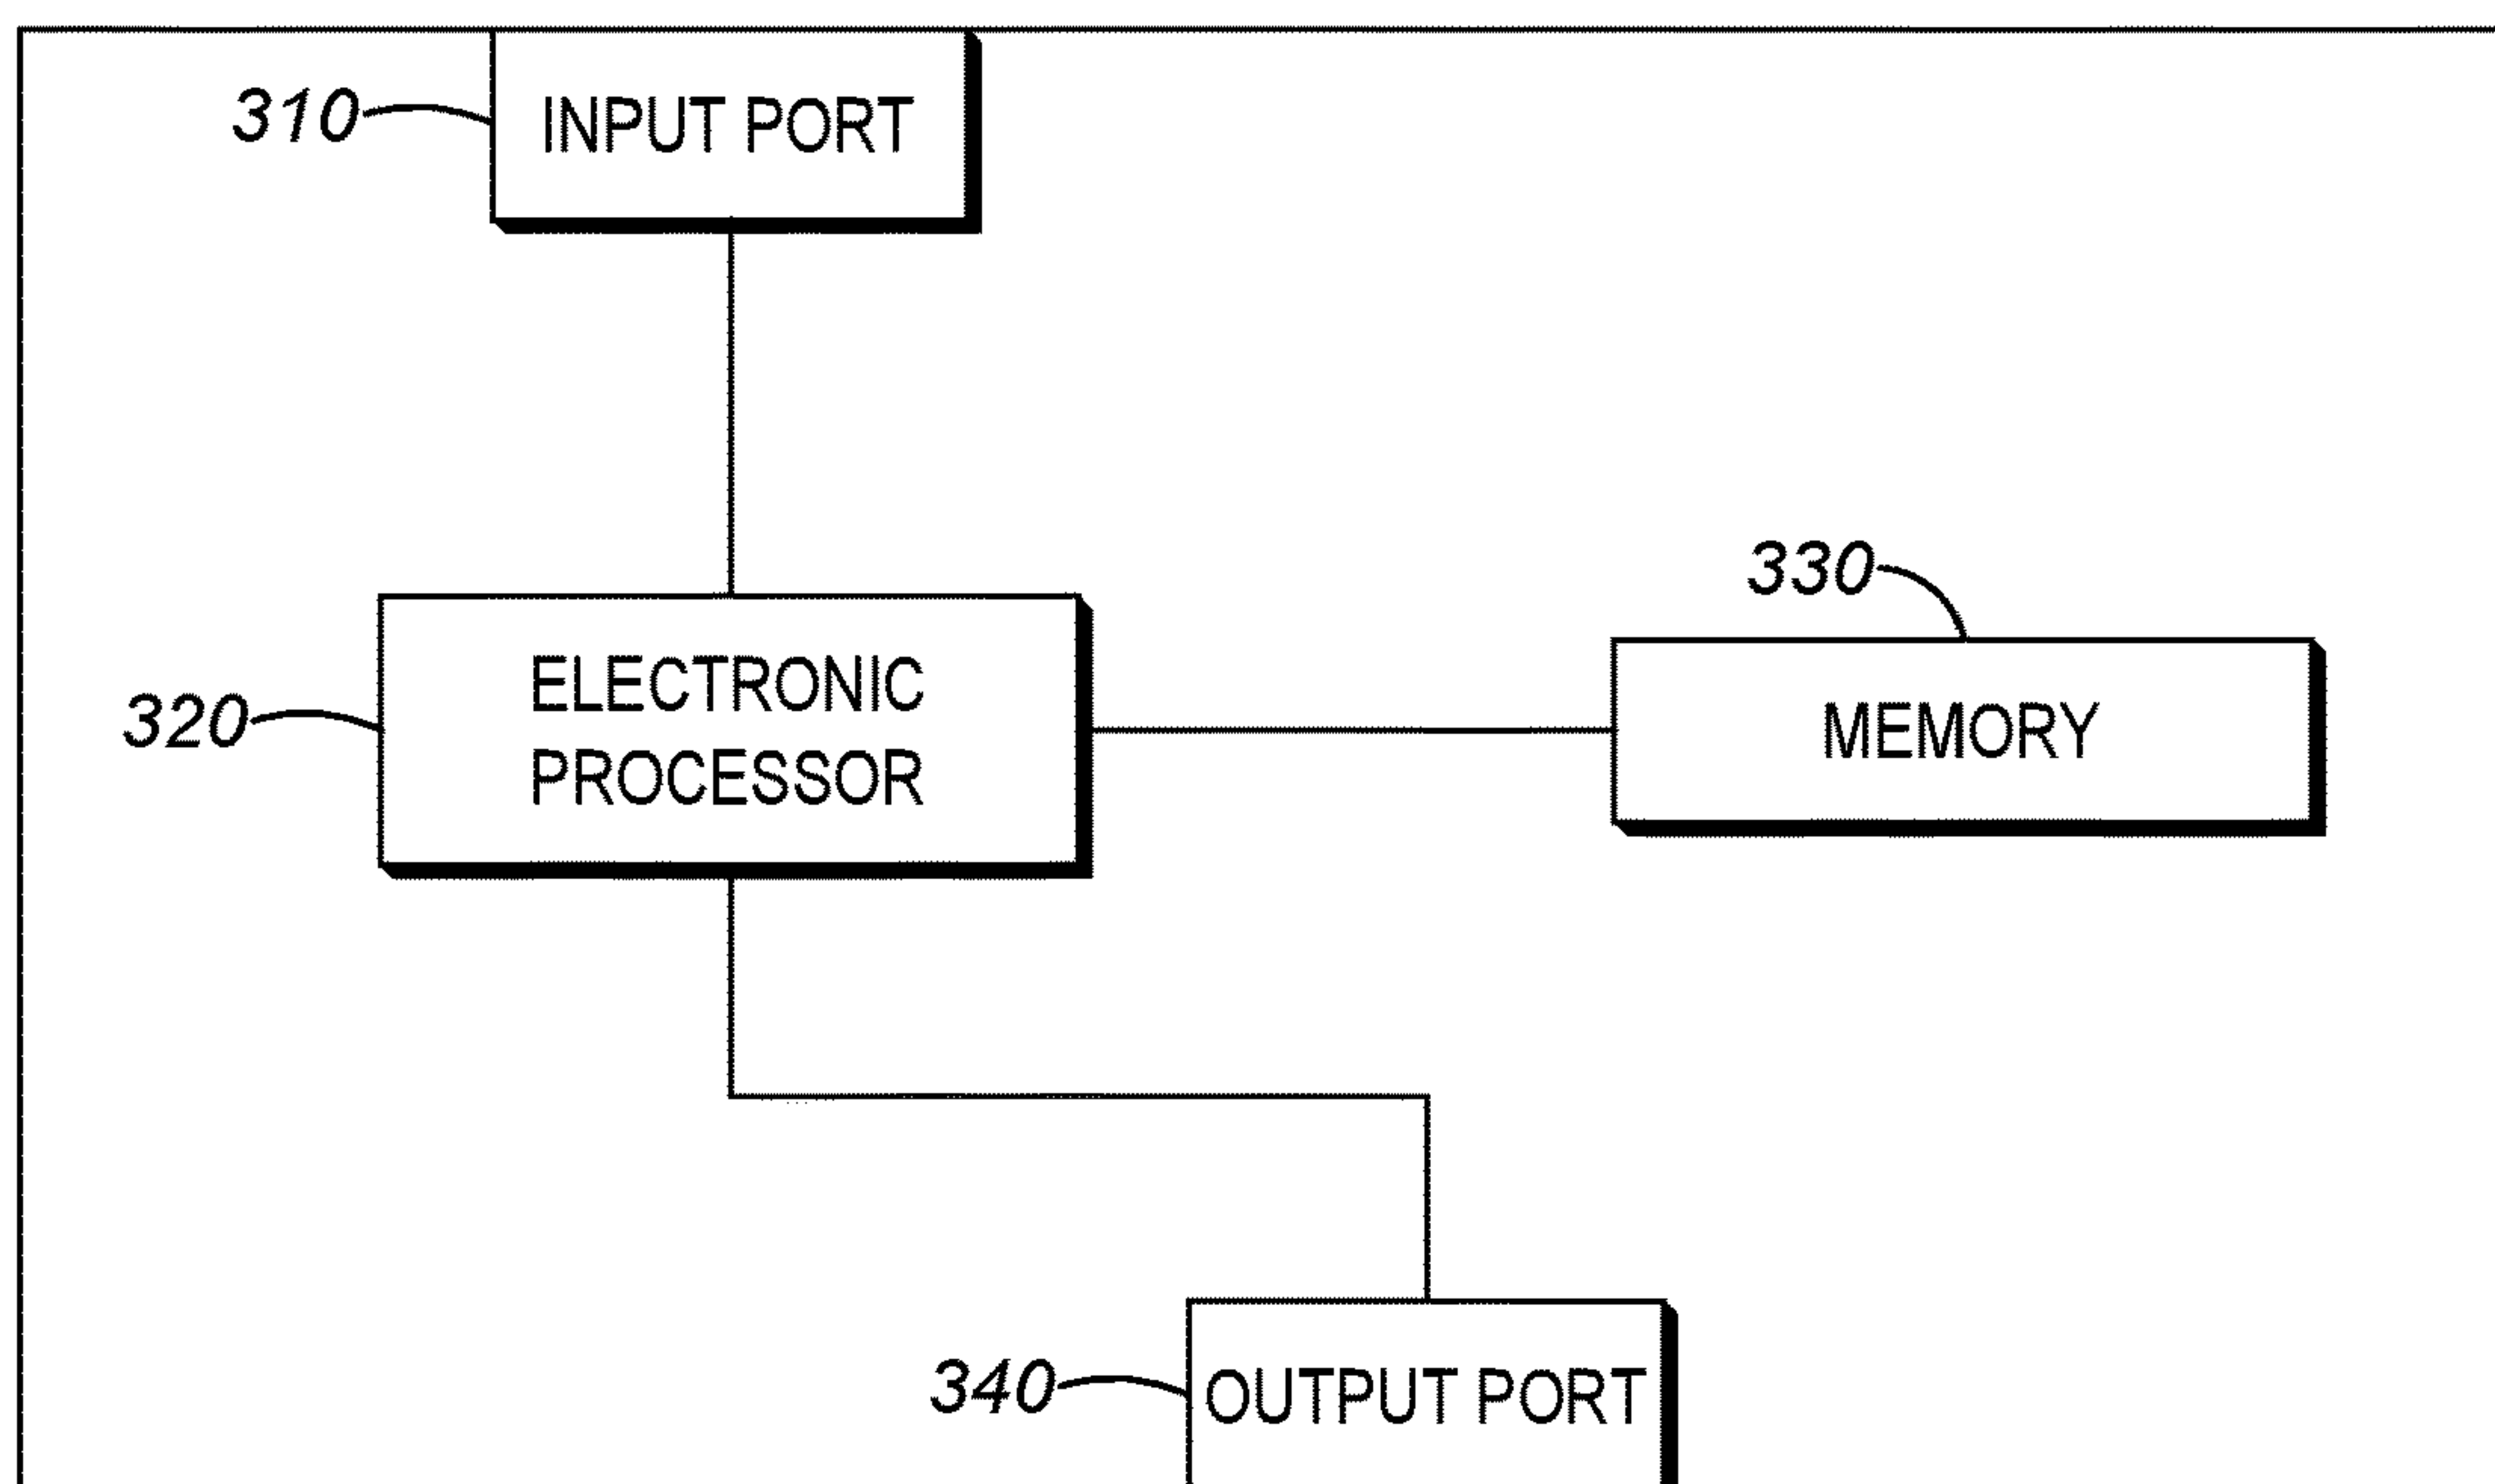 310
INPUT PORT
330
320
ELECTRONIC
PROCESSOR
MEMORY
340
OUTPUT PORT